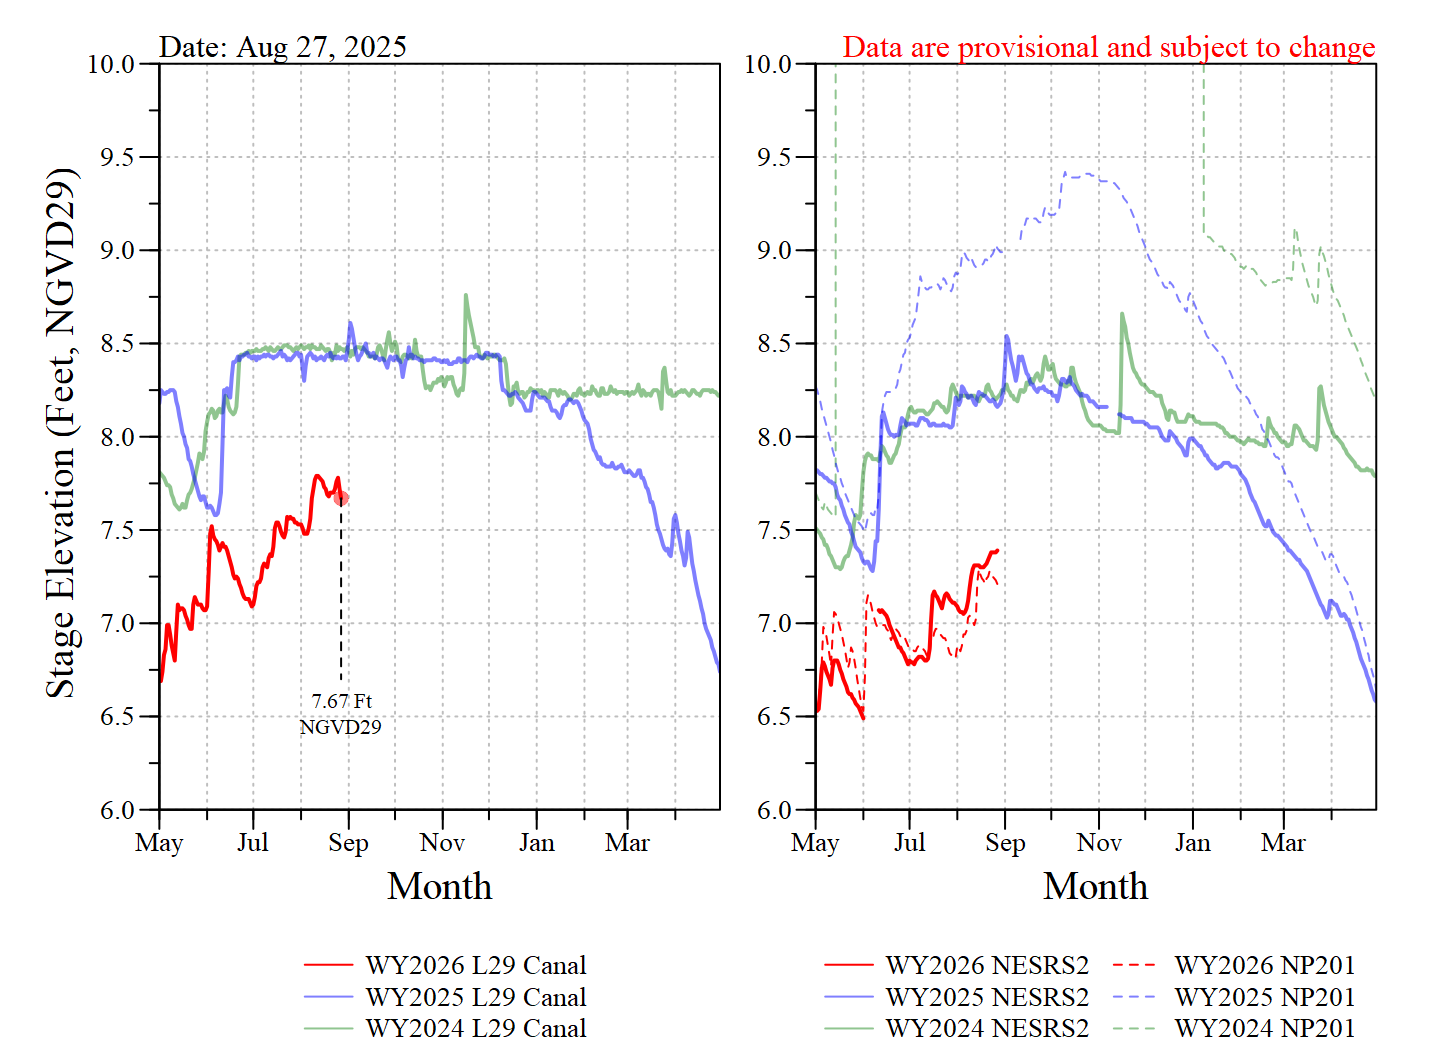 Date: Aug 27, 2025
Data are provisional and subject to change
Stage Elevation (Feet, NGVD29)
10.0
9.5
9.0
8.5
8.0
7.5
7.0
6.5
6.0
7.67 Ft
NGVD29
May Jul Sep Nov Jan Mar
Month
10.0
9.5
9.0
8.5
8.0
7.5
7.0
6.5
6.0
May Jul Sep Nov Jan Mar
Month
WY2026 L29 Canal
WY2025 L29 Canal
WY2024 L29 Canal
WY2026 NESRS2 WY2026 NP201
WY2025 NESRS2 WY2025 NP201
WY2024 NESRS2 WY2024 NP201